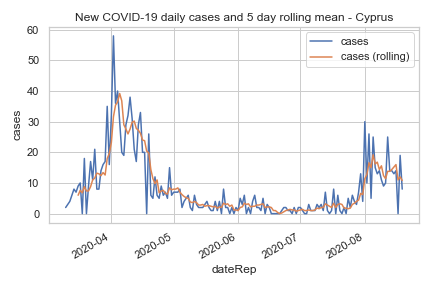 New COVID-19 daily cases and 5 day rolling mean - Cyprus
cases
cases (rolling)
60
50
40
30
20
10
0
cases
2020-04
2020-05
2020-06
2020-07
2020-08
dateRep